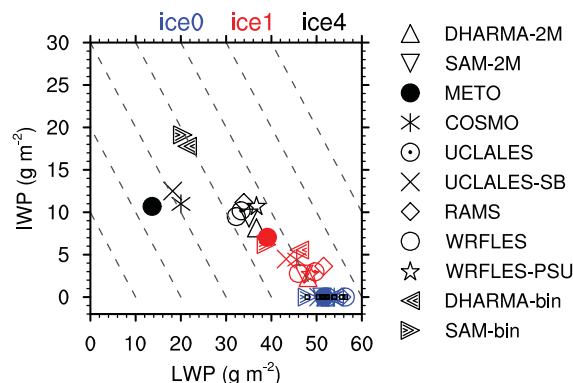 ice0 ice1 ice4
30
25
20
15
10
5
0
IWP (g m-2)
0 10 20 30 40 50 60
LWP (g m-2)
DHARMA-2M
SAM-2M
METO
COSMO
UCLALES
UCLALES-SB
RAMS
WRFLES
WRFLES-PSU
DHARMA-bin
SAM-bin